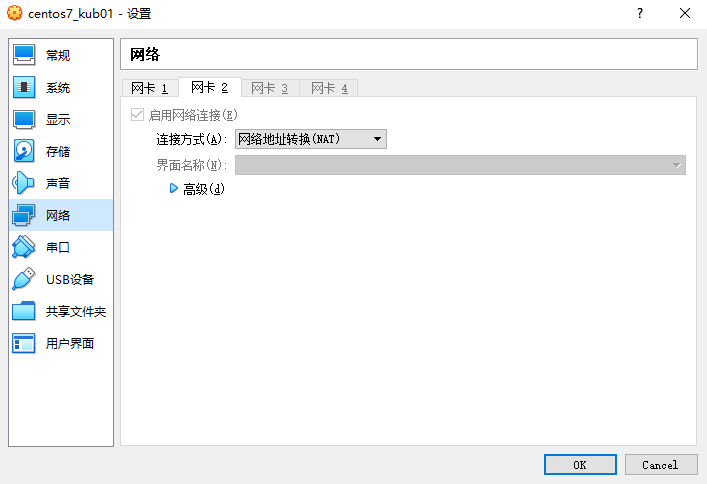 centos7_kub01 - 设置
?
常规
系统
显示
存储
声音
网络
串口
USB设备
共享文件夹
用户界面
网络
网卡 1 网卡 2 网卡 3 网卡 4
启用网络连接(E)
连接方式(A): 网络地址转换(NAT)
界面名称(N):
高级(d)
OK Cancel